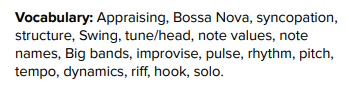 Vocabulary: Appraising, Bossa Nova, syncopation,
structure, Swing, tune/head, note values, note
names, Big bands, improvise, pulse, rhythm, pitch,
tempo, dynamics, riff, hook, solo.